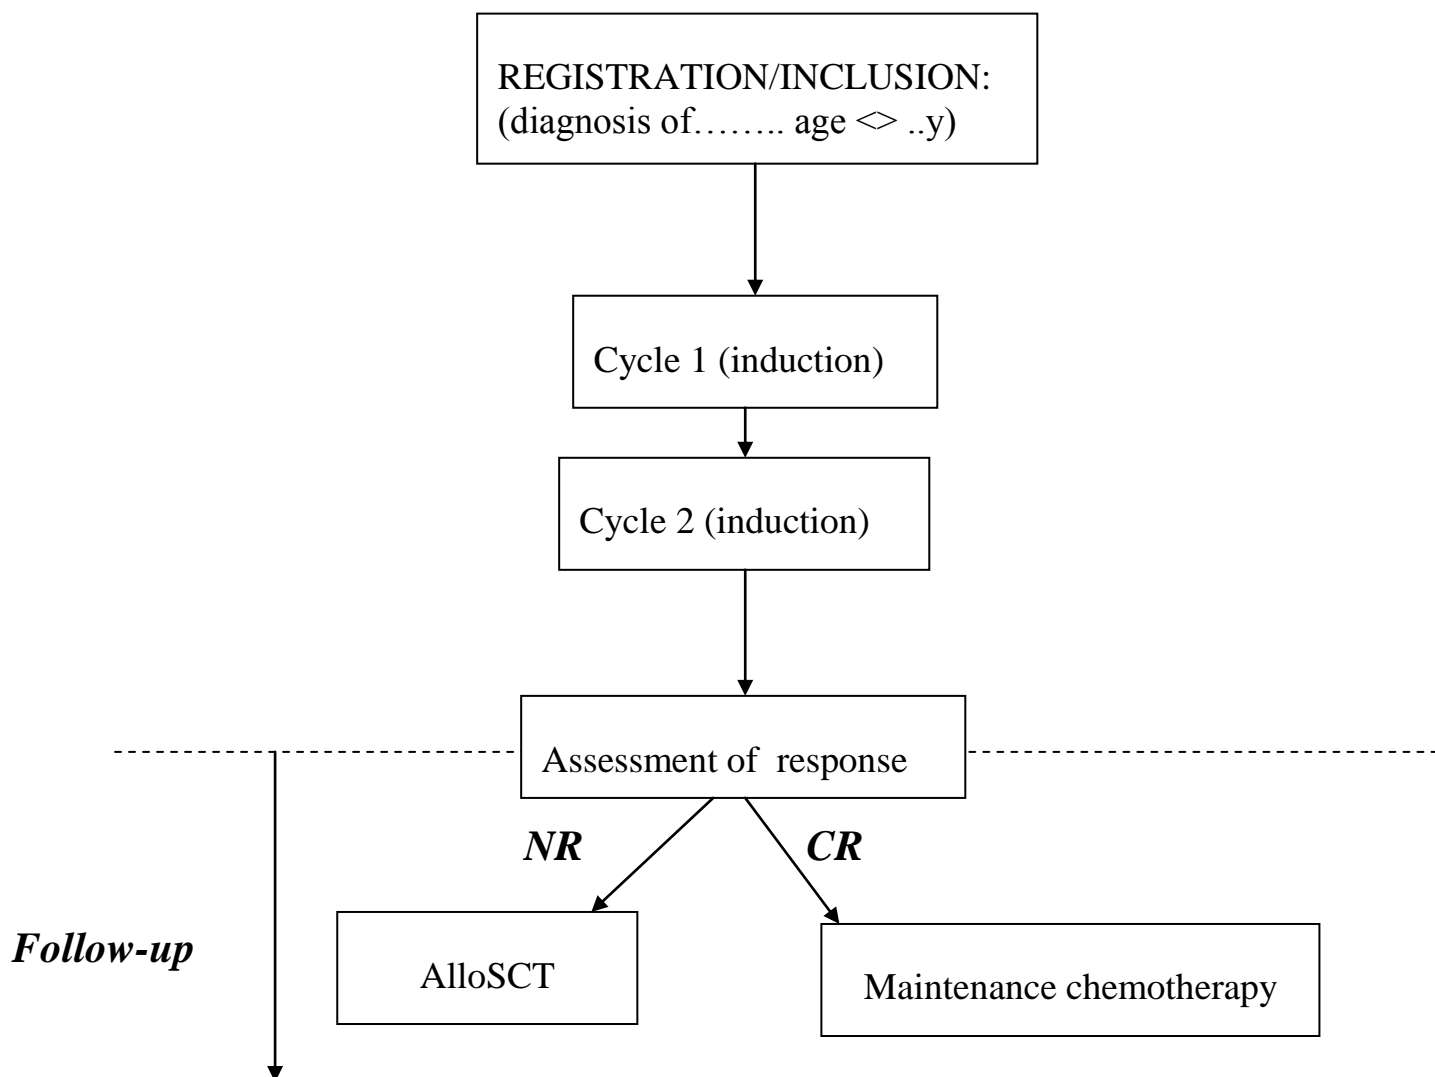 REGISTRATION/INCLUSION:
(diagnosis of…….. age <> ..y)
Cycle 1 (induction)
Cycle 2 (induction)
Assessment of  response
NR
CR
Follow-up
AlloSCT
Maintenance chemotherapy